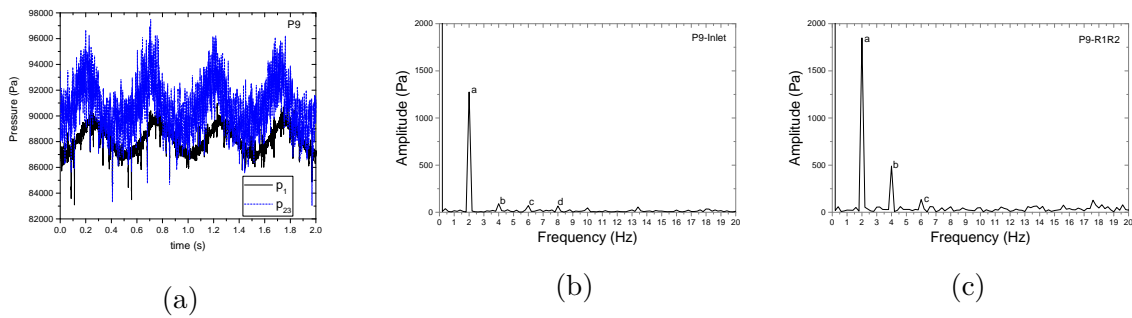 P9
98000
96000
94000
92000
90000
88000
86000
84000
82000
Pressure (Pa)
0.0 0.2 0.4 0.6 0.8 1.0 1.2 1.4 1.6 1.8 2.0
time (s)
p1
p23
(a)
P9-Inlet
2000
1500
1000
500
0
Amplitude (Pa)
a
b
c
d
0 1 2 3 4 5 6 7 8 9 10 11 12 13 14 15 16 17 18 19 20
Frequency (Hz)
(b)
P9-R1R2
2000
1500
1000
500
0
Amplitude (Pa)
a
b
c
0 1 2 3 4 5 6 7 8 9 10 11 12 13 14 15 16 17 18 19 20
Frequency (Hz)
(c)